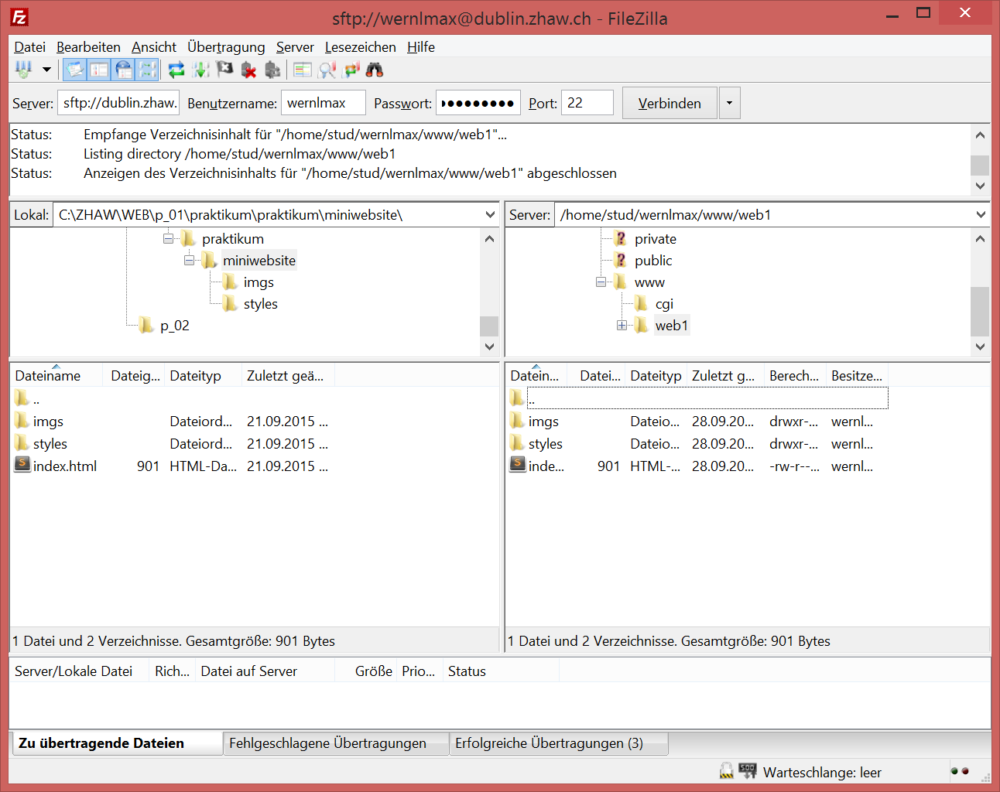 sftp://wernlmax@dublin.zhaw.ch - FileZilla
Datei Bearbeiten Ansicht Übertragung Server Lesezeichen Hilfe
Server: sftp://dublin.zhaw. Benutzername: wernlmax Passwort: ●●●●●●●●● Port: 22 Verbinden
Status: Empfange Verzeichnisinhalt für "/home/stud/wernlmax/www/web1"...
Status: Listing directory /home/stud/wernlmax/www/web1
Status: Anzeigen des Verzeichnisinhalts für "/home/stud/wernlmax/www/web1" abgeschlossen
Lokal: C:\ZHAW\WEB\p_01\praktikum\praktikum\miniwebsite\
praktikum
miniwebsite
imgs
styles
p_02
Server: /home/stud/wernlmax/www/web1
private
public
www
cgi
web1
Dateiname Dateig... Dateityp Zuletzt geä...
..
imgs Dateiord... 21.09.2015 ...
styles Dateiord... 21.09.2015 ...
index.html 901 HTML-Da... 21.09.2015 ...
1 Datei und 2 Verzeichnisse. Gesamtgröße: 901 Bytes
Datein... Datei... Dateityp Zuletzt g... Berech... Besitze...
..
imgs Dateio... 28.09.20... drwxr-... wernl...
styles Dateio... 28.09.20... drwxr-... wernl...
inde... 901 HTML-... 28.09.20... -rw-r--... wernl...
1 Datei und 2 Verzeichnisse. Gesamtgröße: 901 Bytes
Server/Lokale Datei Rich... Datei auf Server Größe Prio... Status
Zu übertragende Dateien Fehlgeschlagene Übertragungen Erfolgreiche Übertragungen (3)
Warteschlange: leer